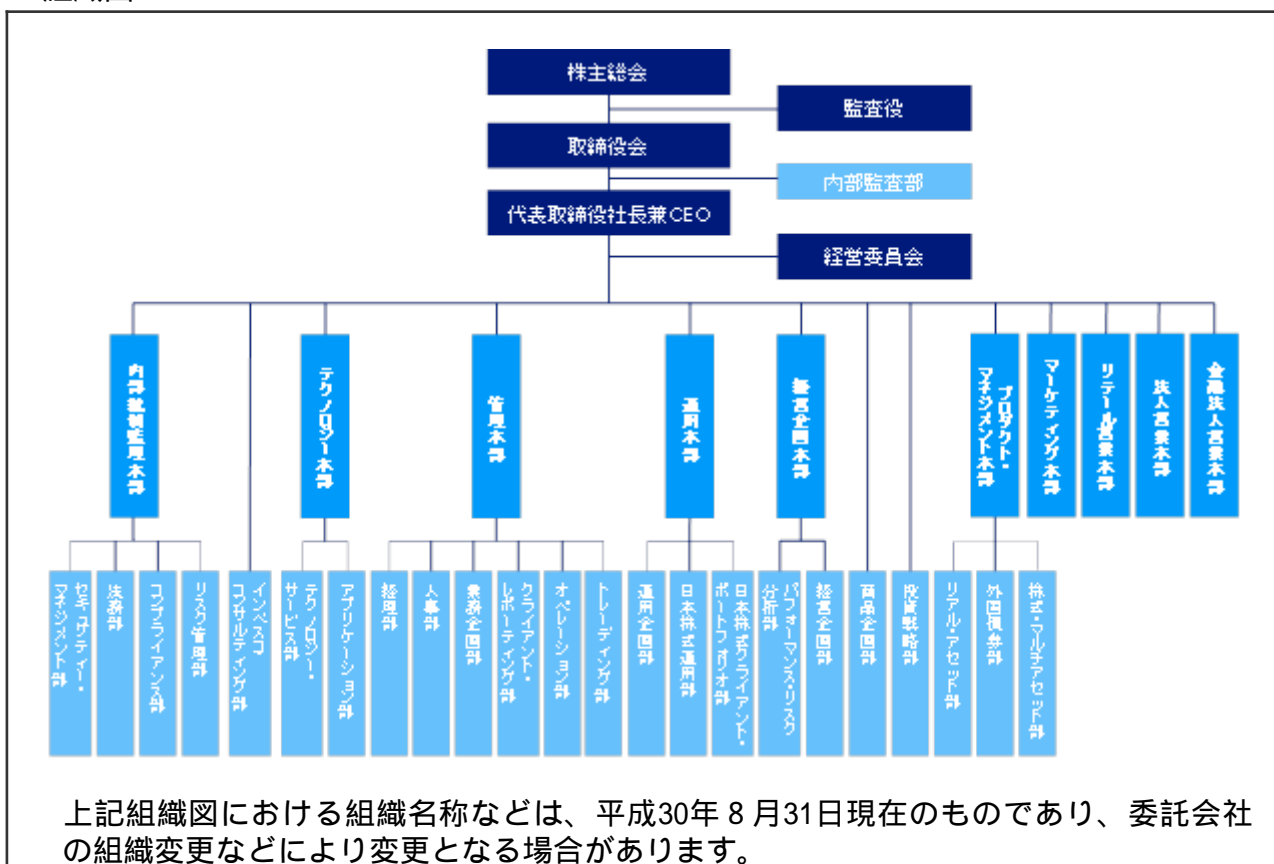 株主総会
監査役
取締役会
内部監査部
代表取締役社長兼CEO
経営委員会
内部統制監理本部
テクノロジー本部
管理本部
運用本部
経営企画本部
プロダクト・
マネジメント本部
マーケティング本部
リテール営業本部
法人営業本部
金融法人営業本部
セキュリティー・
マネジメント部
法務部
コンプライアンス部
リスク管理部
インベスコ
コンサルティング部
テクノロジー・
サービス部
アプリケーション部
経理部
人事部
業務企画部
クライアント・
レポーティング部
オペレーション部
トレーディング部
運用企画部
日本株式運用部
日本株式クライアント・
ポートフォリオ部
パフォーマンス・リスク
分析部
経営企画部
商品企画部
投資戦略部
リアル・アセット部
外国債券部
株式・マルチアセット部
上記組織図における組織名称などは、平成30年8月31日現在のものであり、委託会社
の組織変更などにより変更となる場合があります。